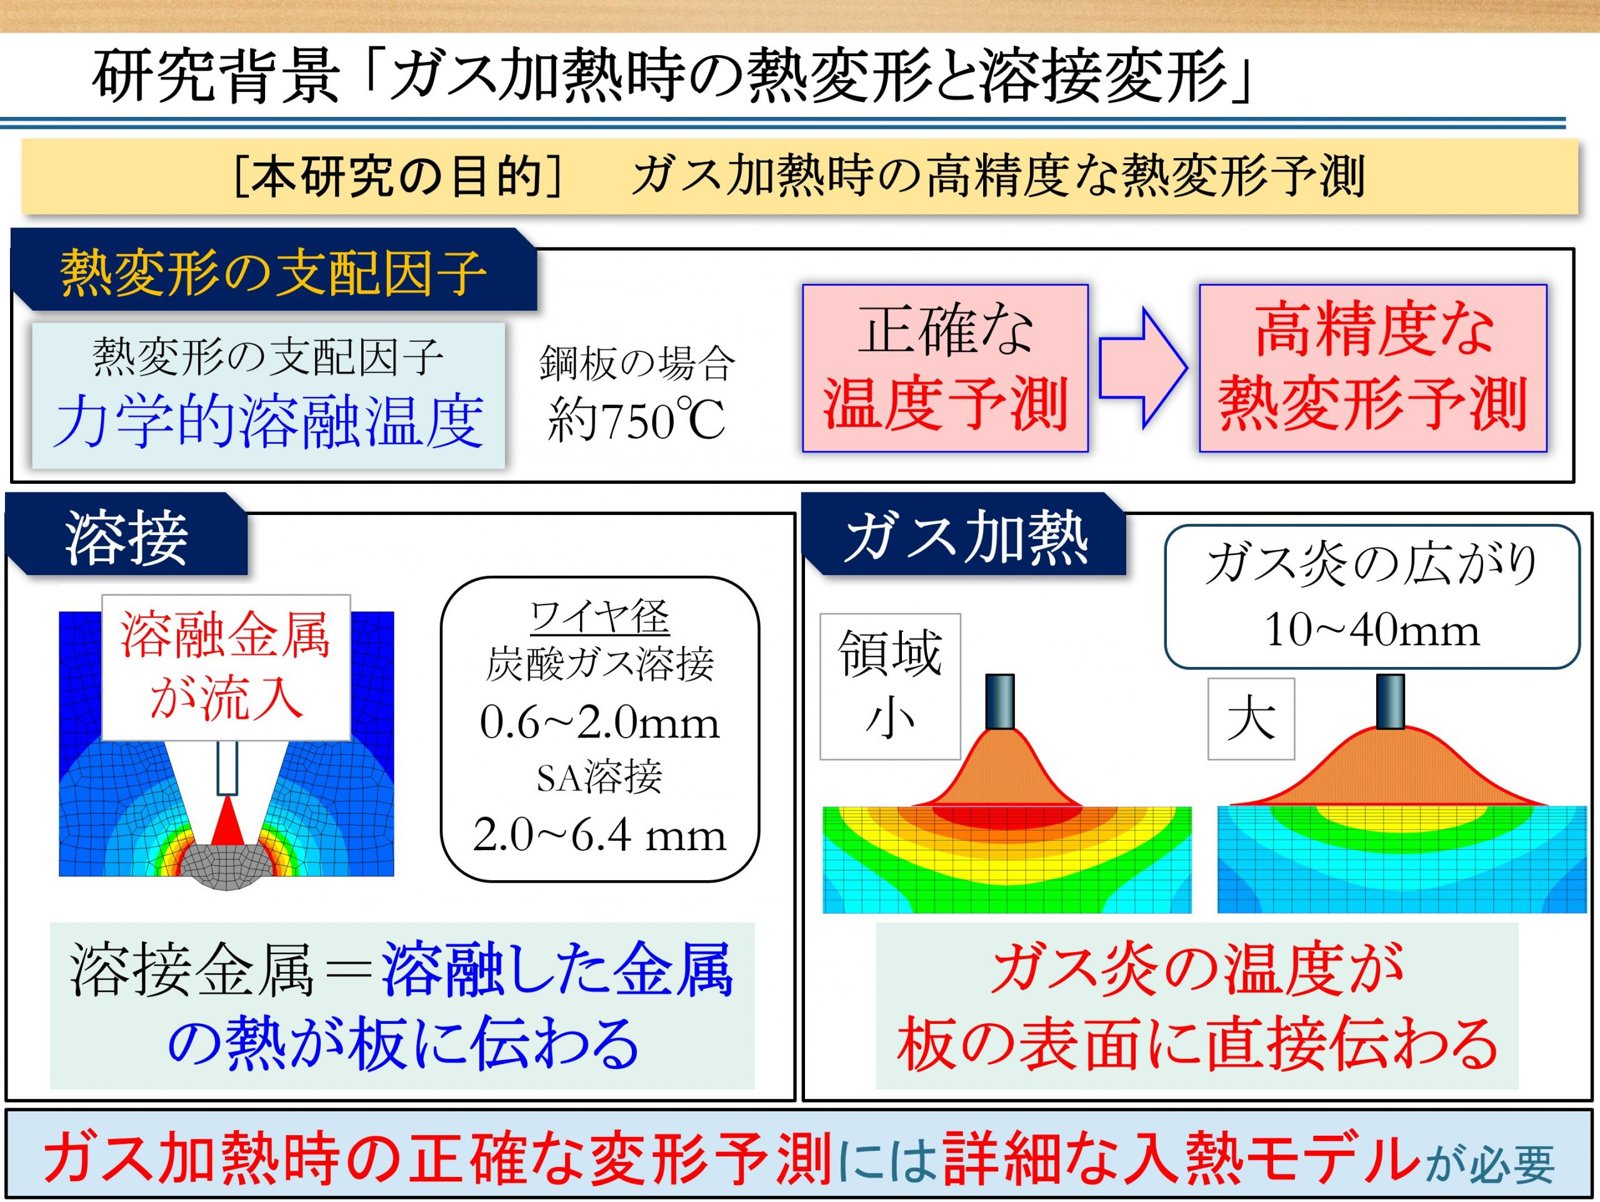 研究背景「ガス加熱時の熱変形と溶接変形」
［本研究の目的］　ガス加熱時の高精度な熱変形予測
熱変形の支配因子
熱変形の支配因子
力学的溶融温度
鋼板の場合
約750℃
正確な
温度予測
高精度な
熱変形予測
溶接
溶融金属
が流入
ワイヤ径
炭酸ガス溶接
0.6~2.0mm
SA溶接
2.0~6.4 mm
溶接金属＝溶融した金属
の熱が板に伝わる
ガス加熱
ガス炎の広がり
10~40mm
領域
小
大
ガス炎の温度が
板の表面に直接伝わる
ガス加熱時の正確な変形予測には詳細な入熱モデルが必要